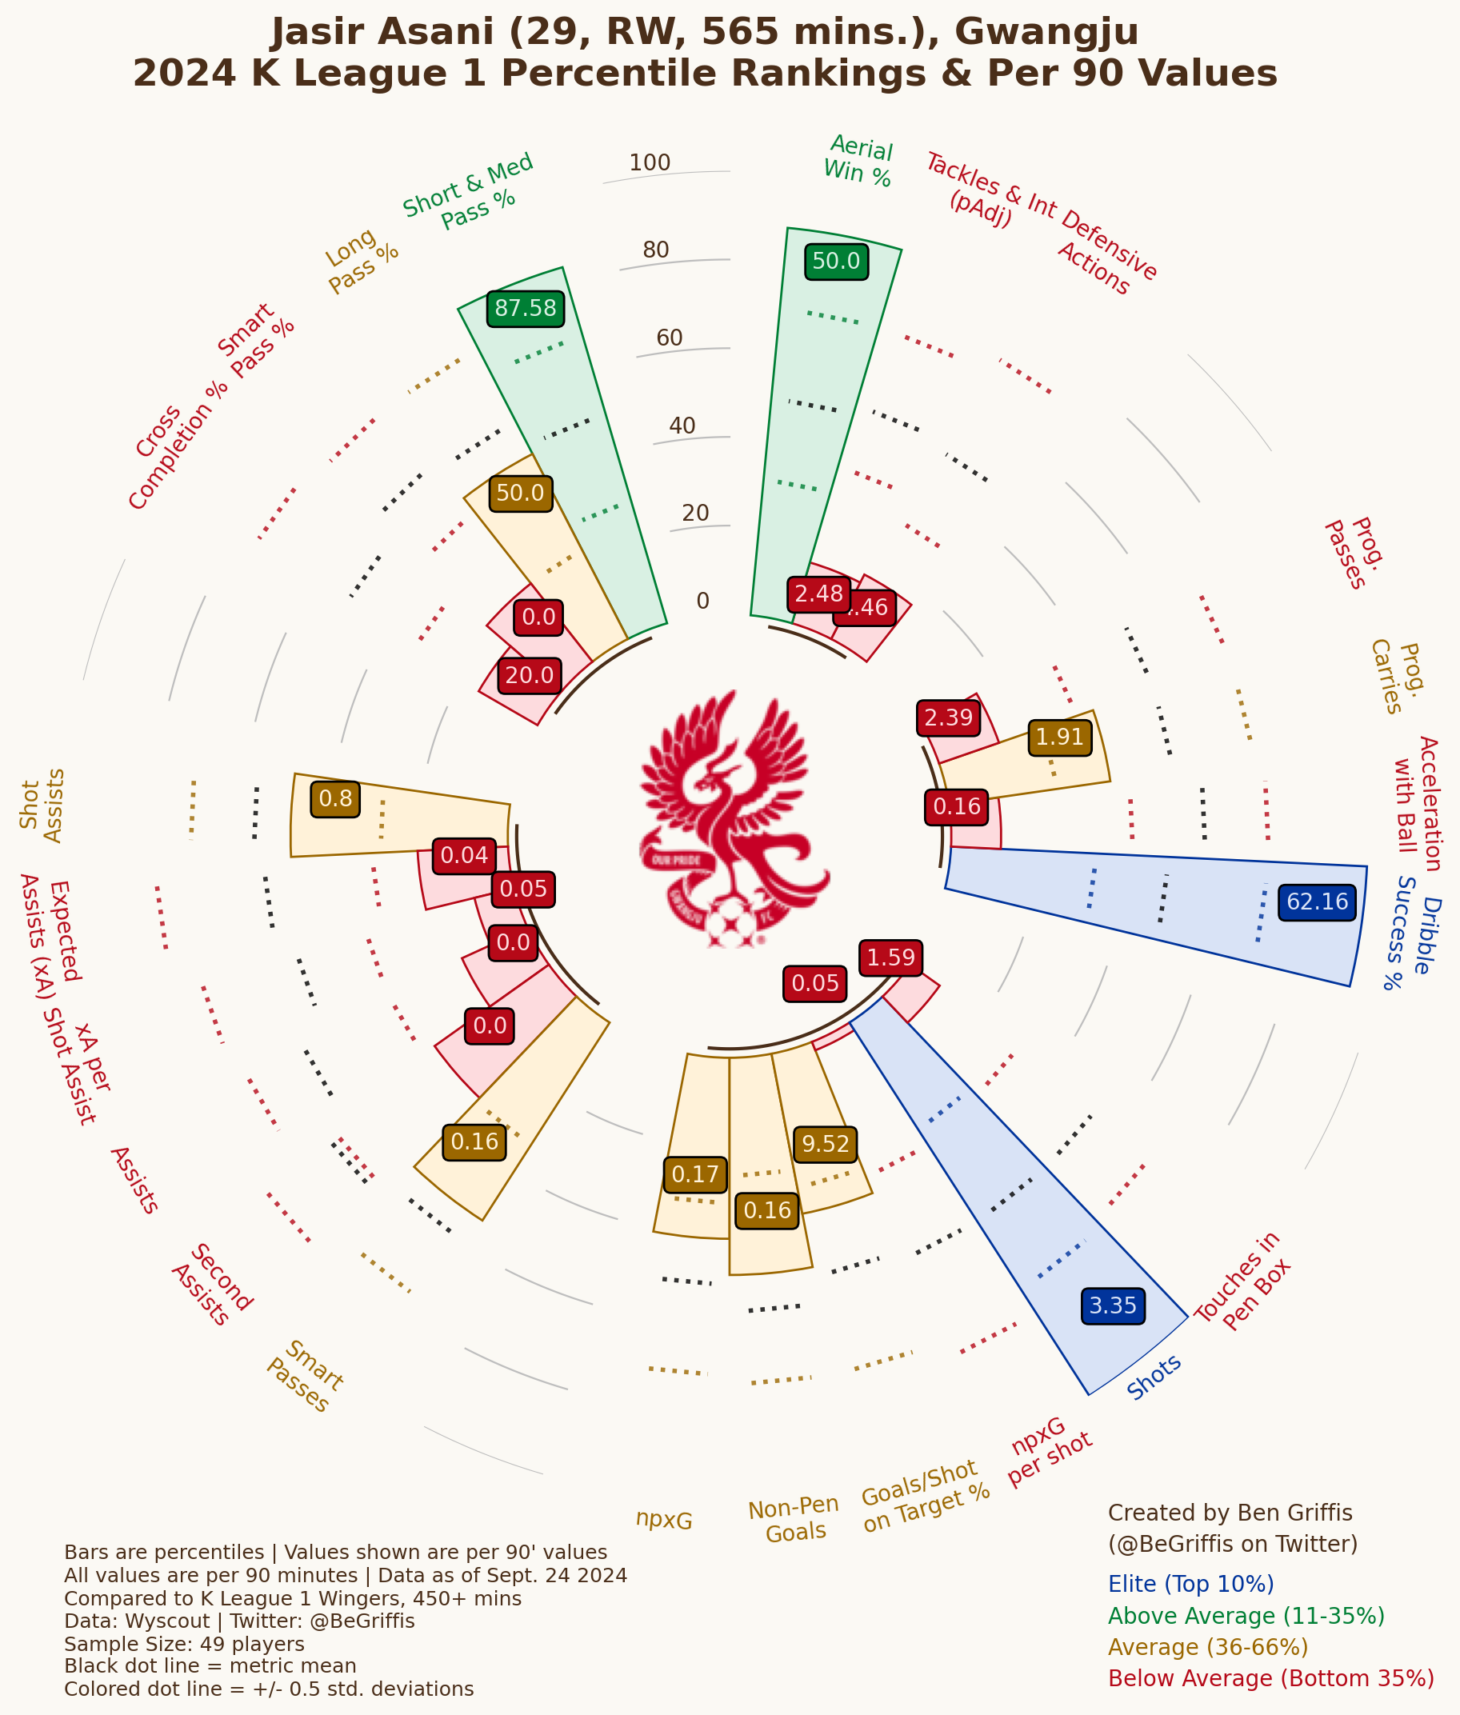 Jasir Asani (29, RW, 565 mins.), Gwangju
2024 K League 1 Percentile Rankings & Per 90 Values
100
80
60
40
20
0
Aerial
Win %
50.0
Tackles & Int
(pAdj)
2.48
Defensive
Actions
.46
Prog.
Passes
2.39
Prog.
Carries
1.91
Acceleration
with Ball
0.16
Dribble
Success %
62.16
Touches in
Pen Box
1.59
Shots
3.35
npxG
per shot
0.05
Goals/Shot
on Target %
9.52
Non-Pen
Goals
0.16
npxG
0.17
Smart
Passes
0.16
Second
Assists
0.0
Assists
0.0
xA per
Shot Assist
0.05
Expected
Assists (xA)
0.04
Shot
Assists
0.8
Cross
Completion %
20.0
Smart
Pass %
0.0
Long
Pass %
50.0
Short & Med
Pass %
87.58
OUR PRIDE
GWANGJU FC
®
Bars are percentiles | Values shown are per 90' values
All values are per 90 minutes | Data as of Sept. 24 2024
Compared to K League 1 Wingers, 450+ mins
Data: Wyscout | Twitter: @BeGriffis
Sample Size: 49 players
Black dot line = metric mean
Colored dot line = +/- 0.5 std. deviations
Created by Ben Griffis
(@BeGriffis on Twitter)
Elite (Top 10%)
Above Average (11-35%)
Average (36-66%)
Below Average (Bottom 35%)